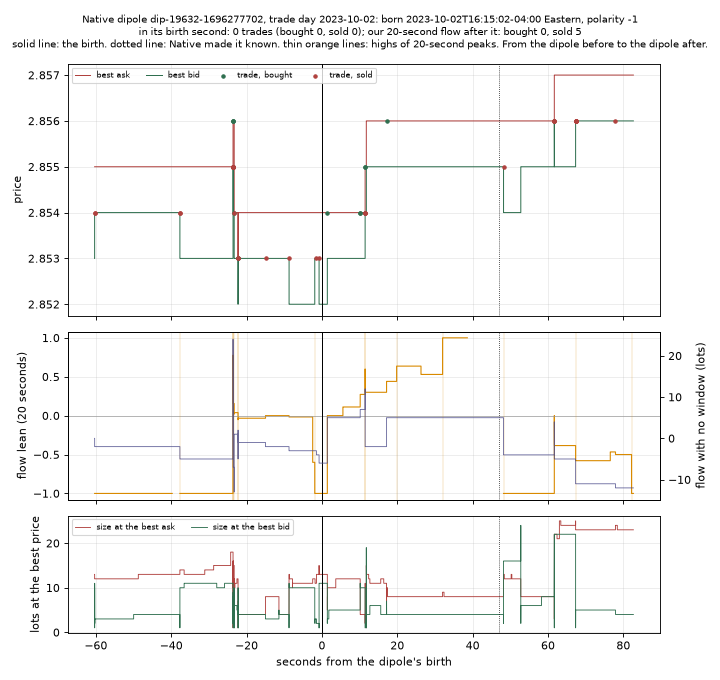 Native dipole dip-19632-1696277702, trade day 2023-10-02: born 2023-10-02T16:15:02-04:00 Eastern, polarity -1
in its birth second: 0 trades (bought 0, sold 0); our 20-second flow after it: bought 0, sold 5
solid line: the birth. dotted line: Native made it known. thin orange lines: highs of 20-second peaks. From the dipole before to the dipole after.
best ask
best bid
trade, bought
trade, sold
2.857
2.856
2.855
2.854
2.853
2.852
price
1.0
0.5
0.0
−0.5
−1.0
flow lean (20 seconds)
20
10
0
−10
flow with no window (lots)
size at the best ask
size at the best bid
20
10
0
lots at the best price
−60
−40
−20
0
20
40
60
80
seconds from the dipole's birth